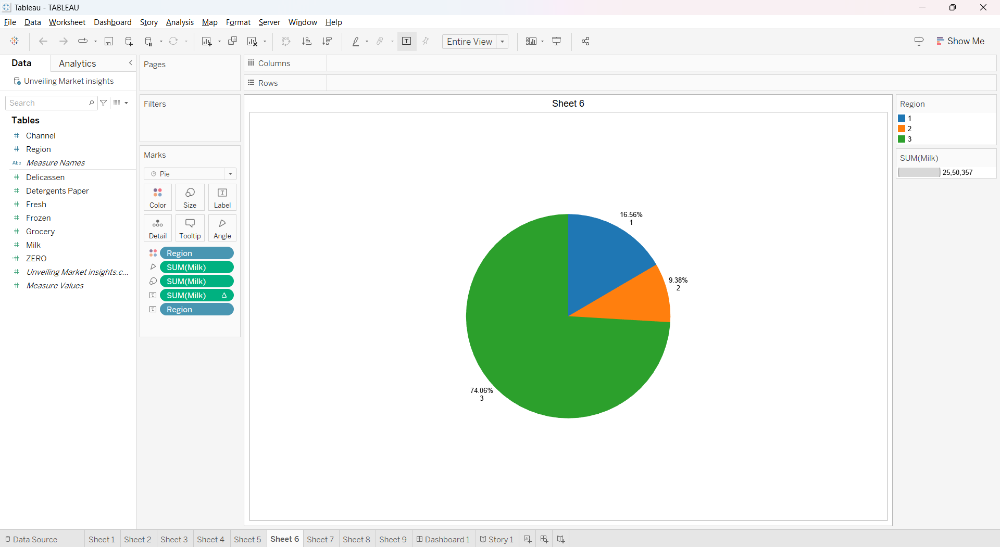 Tableau - TABLEAU
File Data Worksheet Dashboard Story Analysis Map Format Server Window Help
Entire View
Show Me
Data Analytics
Unveiling Market insights
Search
Tables
Channel
Region
Abc Measure Names
Delicassen
Detergents Paper
Fresh
Frozen
Grocery
Milk
ZERO
Unveiling Market insights.c...
Measure Values
Pages
Filters
Marks
Pie
Color Size Label
Detail Tooltip Angle
Region
SUM(Milk)
SUM(Milk)
SUM(Milk)
Region
Columns
Rows
Sheet 6
16.56%
1
9.38%
2
74.06%
3
Region
1
2
3
SUM(Milk)
25,50,357
Data Source Sheet 1 Sheet 2 Sheet 3 Sheet 4 Sheet 5 Sheet 6 Sheet 7 Sheet 8 Sheet 9 Dashboard 1 Story 1